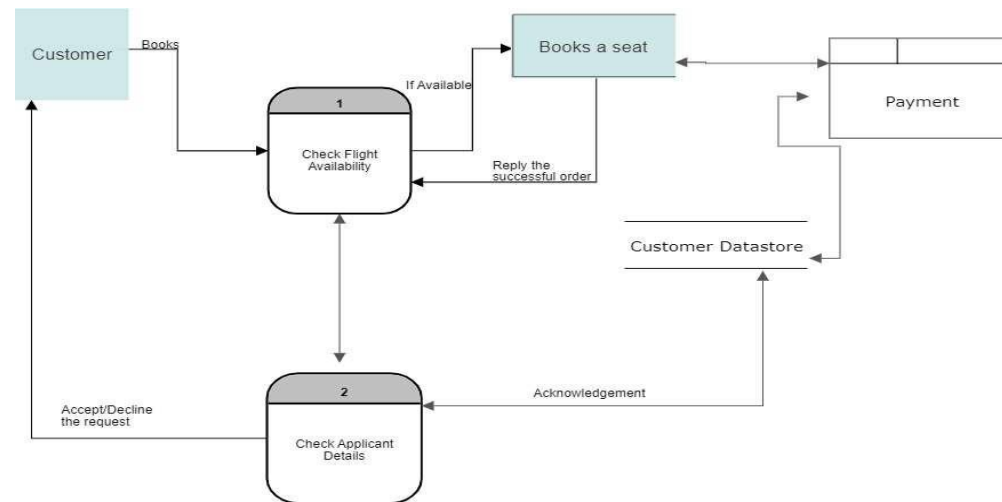 Customer
Books
Books a seat
If Available
Payment
1
Check Flight
Availability
Reply the
successful order
Customer Datastore
2
Check Applicant
Details
Acknowledgement
Accept/Decline
the request